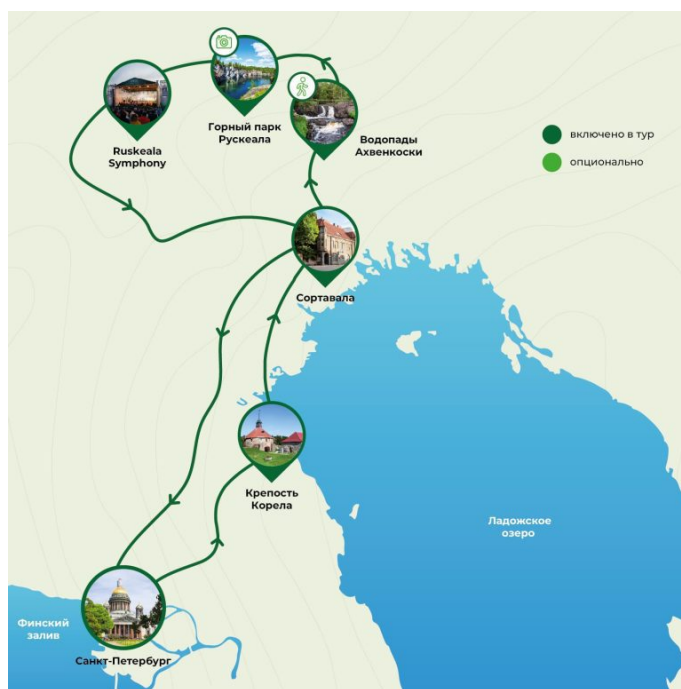 Ruskeala
Symphony
Горный парк
Рускеала
Водопады
Ахвенкоски
включено в тур
опционально
Сортавала
Крепость
Корела
Ладожское
озеро
Финский
залив
Санкт-Петербург